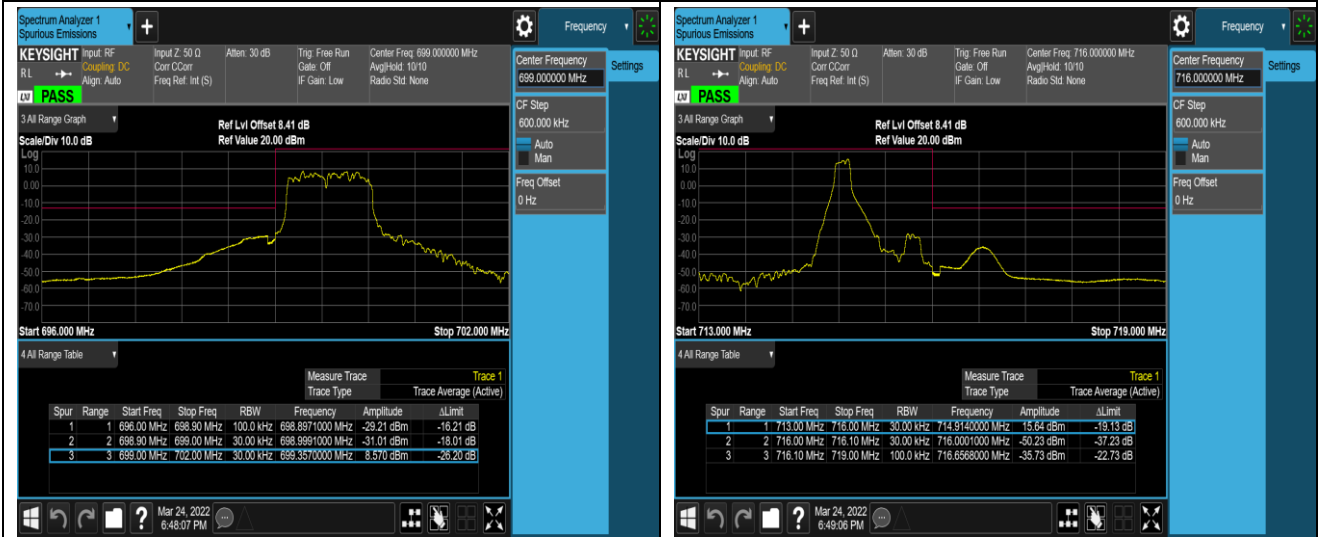 Spectrum Analyzer 1
Spurious Emissions
Frequency
KEYSIGHT Input: RF Input Z: 50 Ω Atten: 30 dB Trig: Free Run Center Freq: 699.000000 MHz
Coupling: DC Corr CCorr Gate: Off Avg|Hold: 10/10
RL Align: Auto Freq Ref: Int (S) IF Gain: Low Radio Std: None
LXI PASS
Center Frequency
699.000000 MHz
Settings
CF Step
600.000 kHz
Auto
Man
Freq Offset
0 Hz
3 All Range Graph
Ref Lvl Offset 8.41 dB
Scale/Div 10.0 dB Ref Value 20.00 dBm
Log
10.0
0.00
-10.0
-20.0
-30.0
-40.0
-50.0
-60.0
-70.0
Start 696.000 MHz Stop 702.000 MHz
4 All Range Table
Measure Trace Trace 1
Trace Type Trace Average (Active)
Spur Range Start Freq Stop Freq RBW Frequency Amplitude ΔLimit
1 1 696.00 MHz 698.90 MHz 100.0 kHz 698.8971000 MHz -29.21 dBm -16.21 dB
2 2 698.90 MHz 699.00 MHz 30.00 kHz 698.9991000 MHz -31.01 dBm -18.01 dB
3 3 699.00 MHz 702.00 MHz 30.00 kHz 699.3570000 MHz 8.570 dBm -26.20 dB
?
Mar 24, 2022
6:48:07 PM
Spectrum Analyzer 1
Spurious Emissions
Frequency
KEYSIGHT Input: RF Input Z: 50 Ω Atten: 30 dB Trig: Free Run Center Freq: 716.000000 MHz
Coupling: DC Corr CCorr Gate: Off Avg|Hold: 10/10
RL Align: Auto Freq Ref: Int (S) IF Gain: Low Radio Std: None
LXI PASS
Center Frequency
716.000000 MHz
Settings
CF Step
600.000 kHz
Auto
Man
Freq Offset
0 Hz
3 All Range Graph
Ref Lvl Offset 8.41 dB
Scale/Div 10.0 dB Ref Value 20.00 dBm
Log
10.0
0.00
-10.0
-20.0
-30.0
-40.0
-50.0
-60.0
-70.0
Start 713.000 MHz Stop 719.000 MHz
4 All Range Table
Measure Trace Trace 1
Trace Type Trace Average (Active)
Spur Range Start Freq Stop Freq RBW Frequency Amplitude ΔLimit
1 1 713.00 MHz 716.00 MHz 30.00 kHz 714.9140000 MHz 15.64 dBm -19.13 dB
2 2 716.00 MHz 716.10 MHz 30.00 kHz 716.0001000 MHz -50.23 dBm -37.23 dB
3 3 716.10 MHz 719.00 MHz 100.0 kHz 716.6568000 MHz -35.73 dBm -22.73 dB
?
Mar 24, 2022
6:49:06 PM